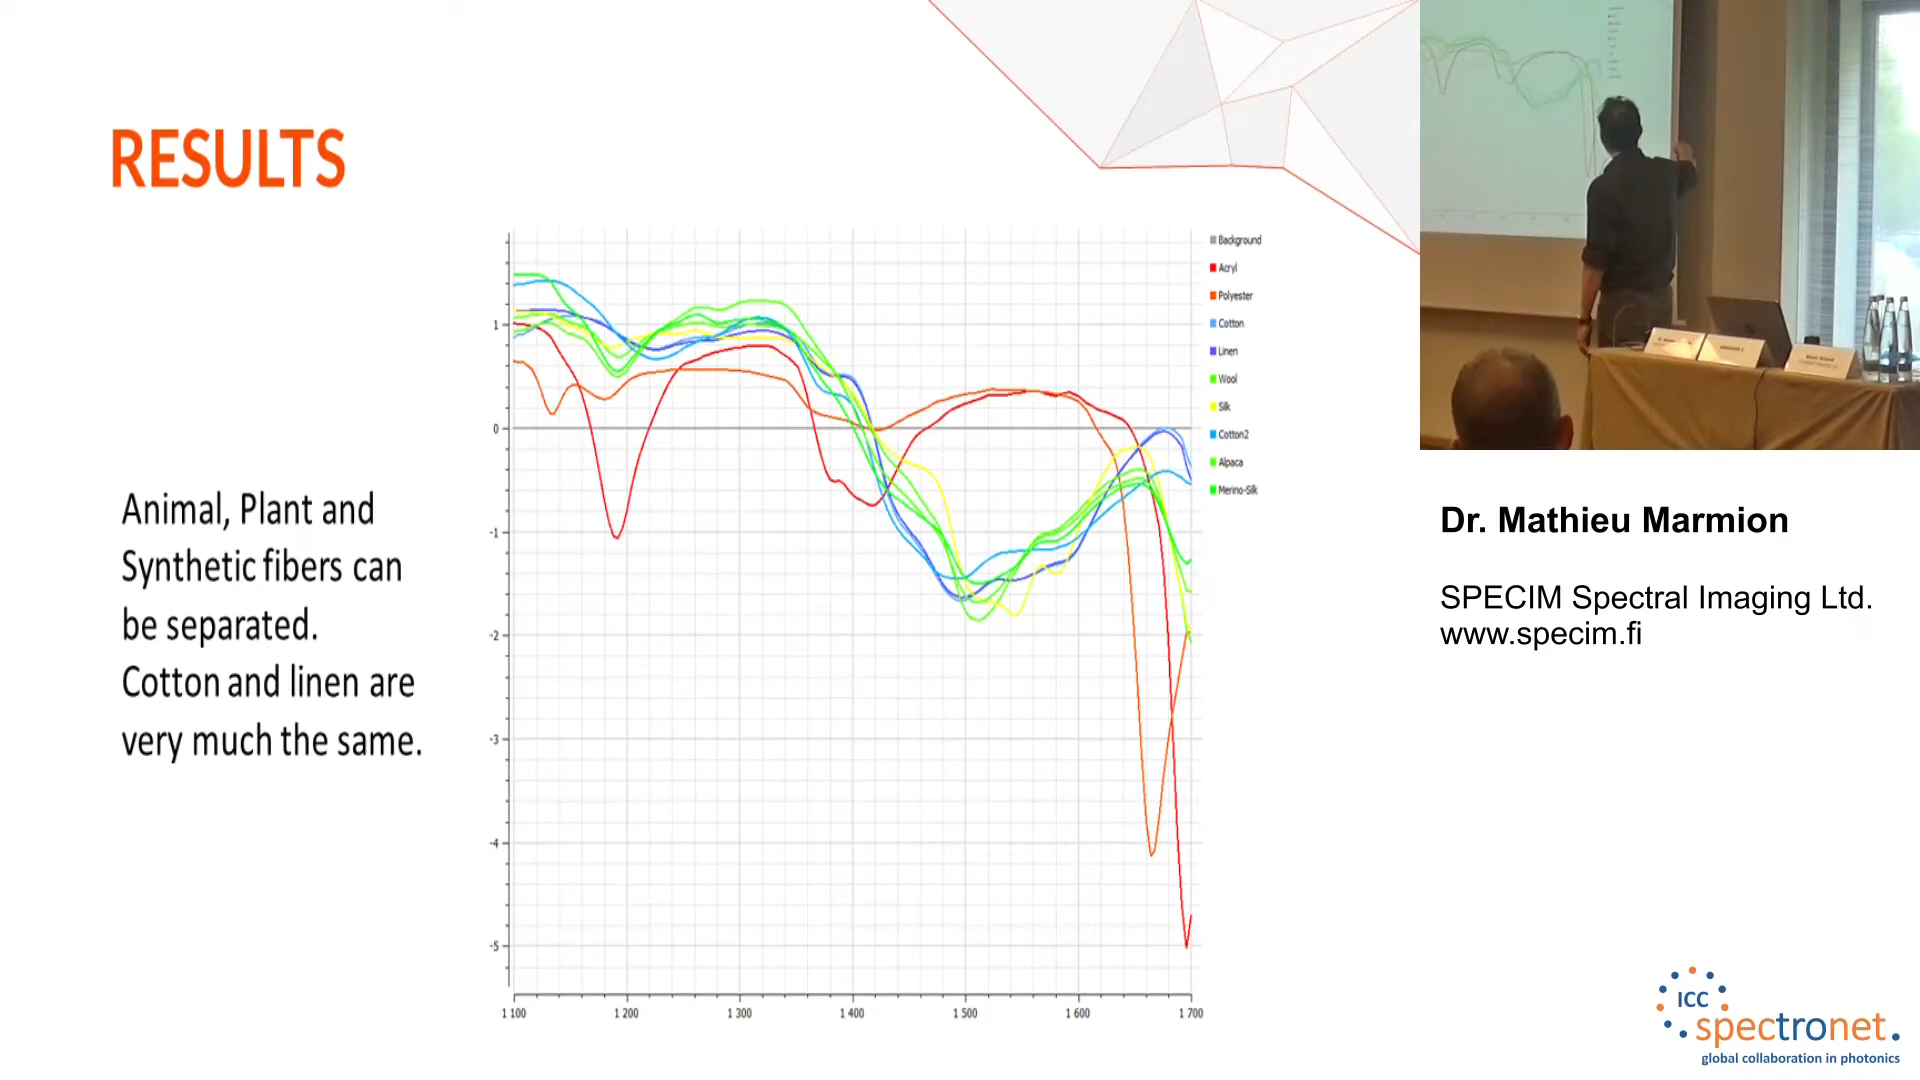 RESULTS
Animal, Plant and
Synthetic fibers can
be separated.
Cotton and linen are
very much the same.
1
0
-1
-2
-3
-4
-5
1 100
1 200
1 300
1 400
1 500
1 600
1 700
Background
Acryl
Polyester
Cotton
Linen
Wool
Silk
Cotton2
Alpaca
Merino-Silk
Dr. Mathieu Marmion
SPECIM Spectral Imaging Ltd.
www.specim.fi
ICC
spectronet.
global collaboration in photonics